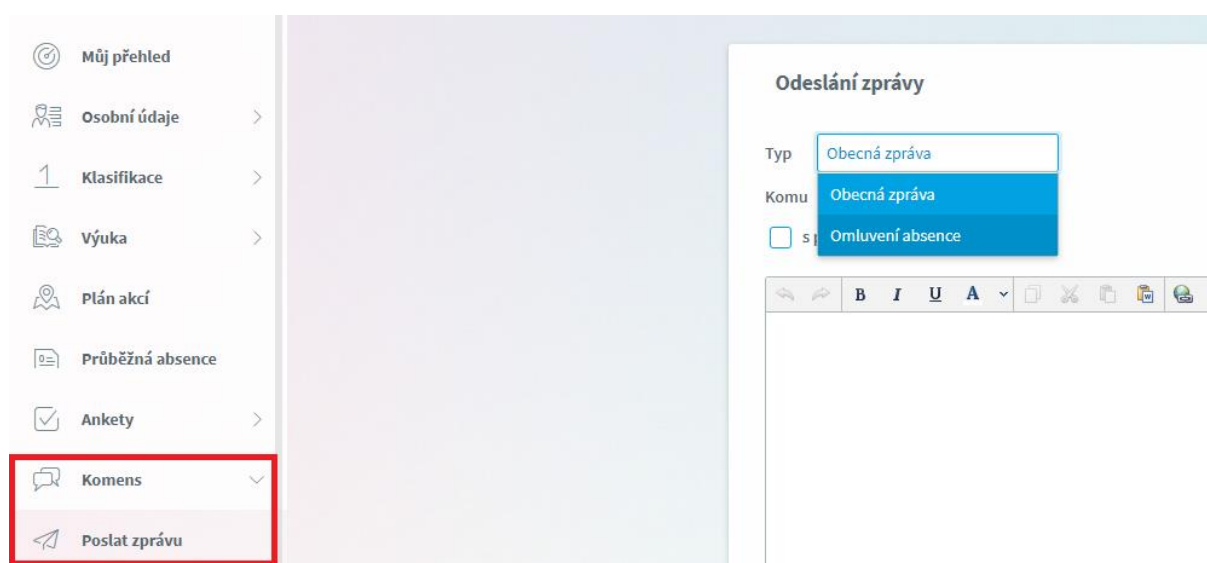 Můj přehled
Osobní údaje
1 Klasifikace
Výuka
Plán akcí
Průběžná absence
Ankety
Komens
Poslat zprávu
Odeslání zprávy
Typ Obecná zpráva
Komu Obecná zpráva
s Omluvení absence
B I U A